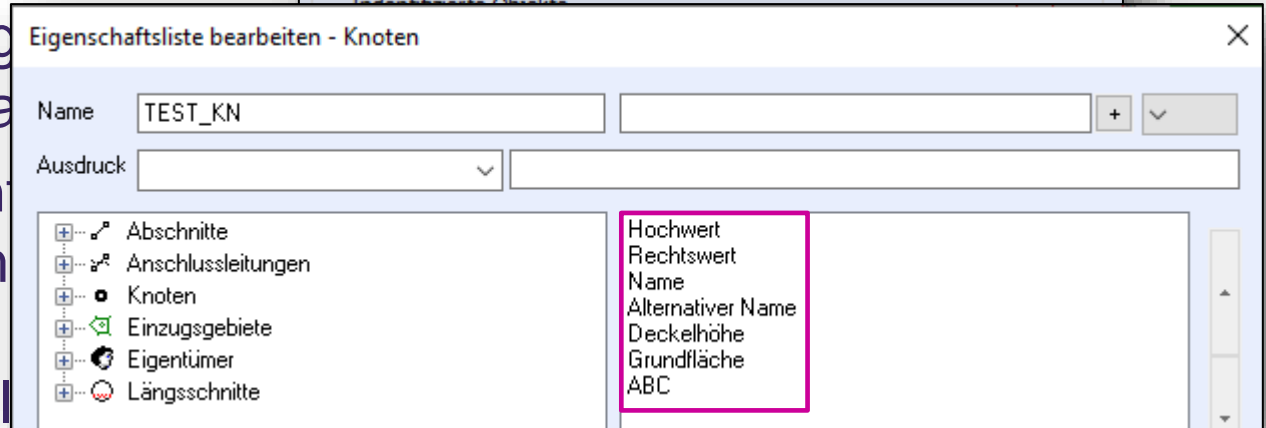 Eigenschaftsliste bearbeiten - Knoten
Name TEST_KN +
Ausdruck
Abschnitte
Anschlussleitungen
Knoten
Einzugsgebiete
Eigentümer
Längsschnitte
Hochwert
Rechtswert
Name
Alternativer Name
Deckelhöhe
Grundfläche
ABC